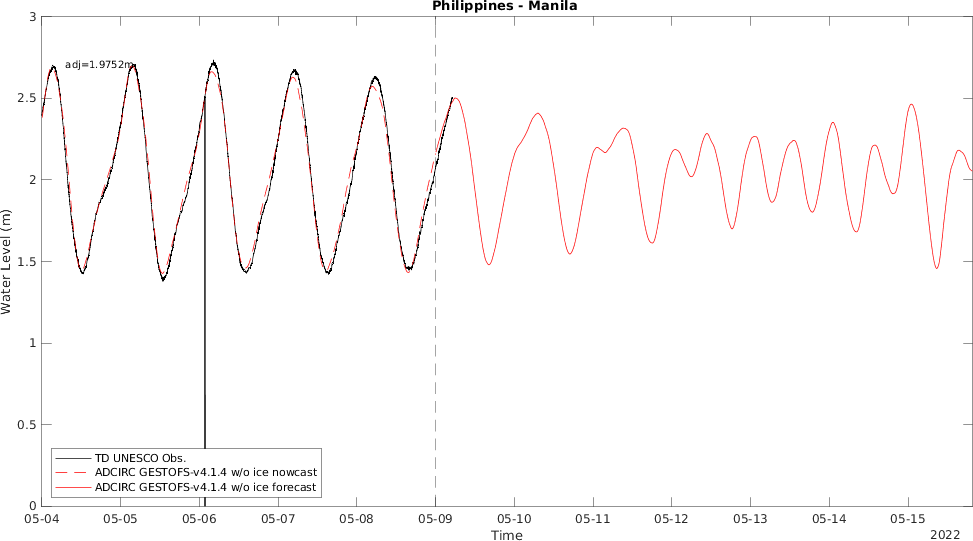 Philippines - Manila
adj=1.9752m
3
2.5
2
1.5
1
0.5
0
Water Level (m)
TD UNESCO Obs.
ADCIRC GESTOFS-v4.1.4 w/o ice nowcast
ADCIRC GESTOFS-v4.1.4 w/o ice forecast
05-04 05-05 05-06 05-07 05-08 05-09 05-10 05-11 05-12 05-13 05-14 05-15
Time
2022